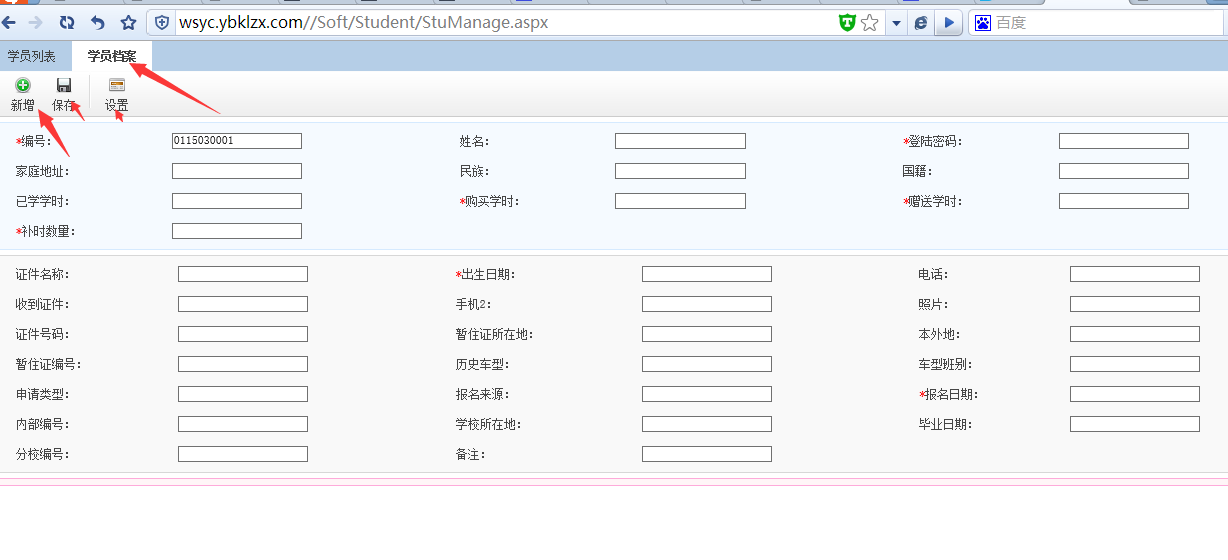 wsyc.ybklzx.com//Soft/Student/StuManage.aspx 百度
学员列表 学员档案
新增 保存 设置
*编号: 0115030001 姓名: *登陆密码:
家庭地址: 民族: 国籍:
已学学时: *购买学时: *赠送学时:
*补时数量:
证件名称: *出生日期: 电话:
收到证件: 手机2: 照片:
证件号码: 暂住证所在地: 本外地:
暂住证编号: 历史车型: 车型班别:
申请类型: 报名来源: *报名日期:
内部编号: 学校所在地: 毕业日期:
分校编号: 备注: